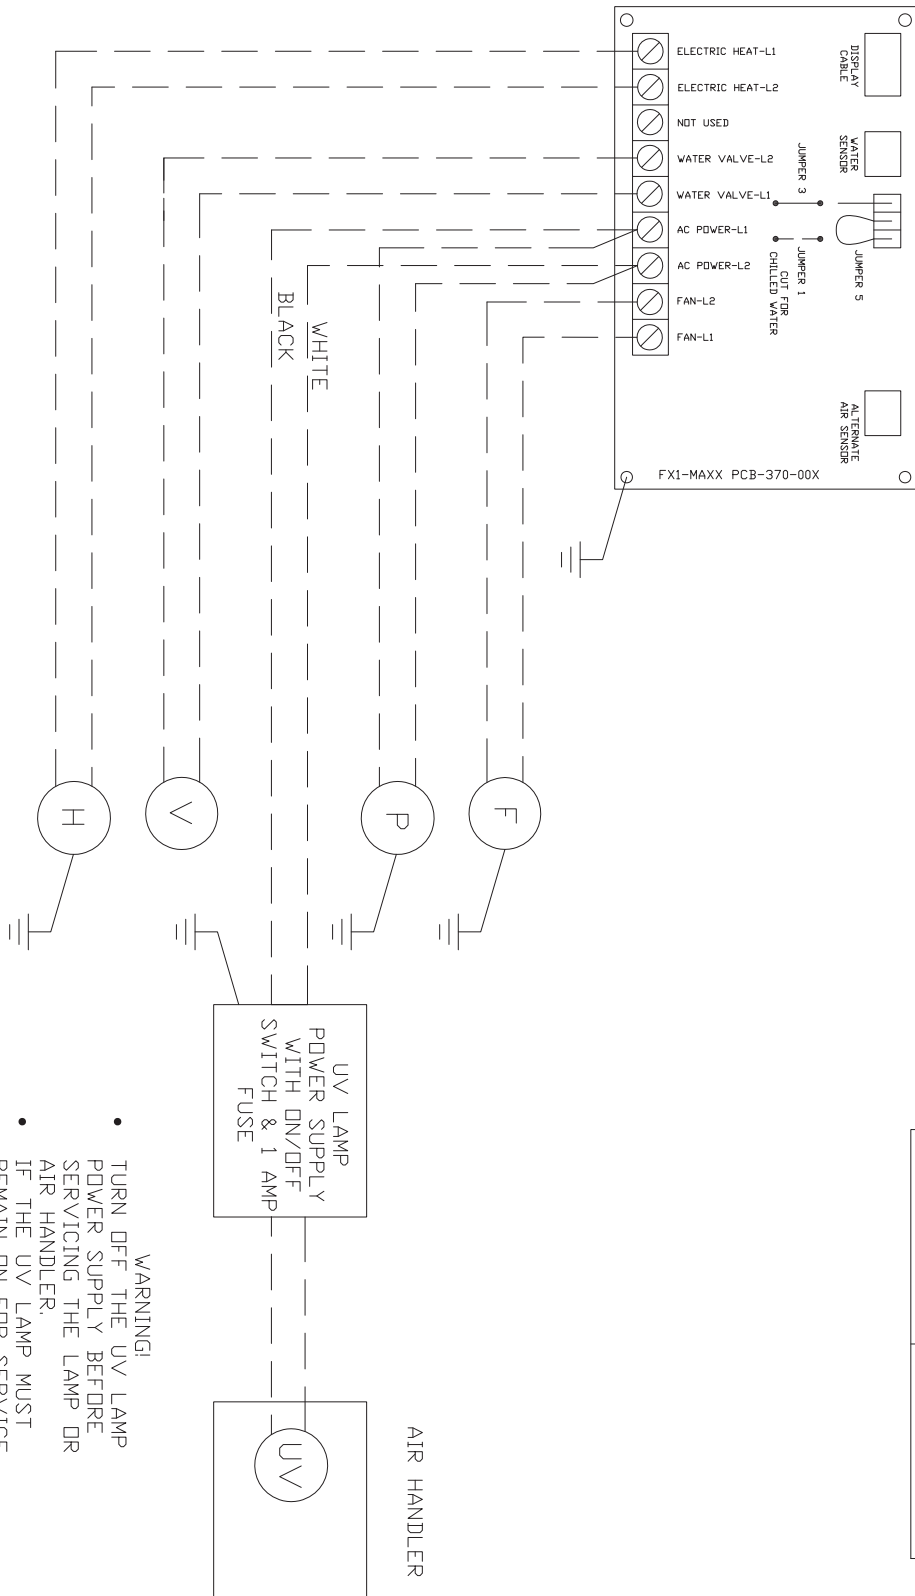 ELECTRIC HEAT-L1
ELECTRIC HEAT-L2
NOT USED
WATER VALVE-L2
WATER VALVE-L1
AC POWER-L1
AC POWER-L2
FAN-L2
FAN-L1
DISPLAY
CABLE
WATER
SENSOR
JUMPER 3
JUMPER 5
JUMPER 1
CUT FOR
CHILLED WATER
ALTERNATE
AIR SENSOR
FX1-MAXX PCB-370-00X
WHITE
BLACK
H
V
P
F
UV LAMP
POWER SUPPLY
WITH ON/OFF
SWITCH & 1 AMP
FUSE
AIR HANDLER
UV
WARNING!
• TURN OFF THE UV LAMP
POWER SUPPLY BEFORE
SERVICING THE LAMP OR
AIR HANDLER.
• IF THE UV LAMP MUST
REMAIN ON FOR SERVICE